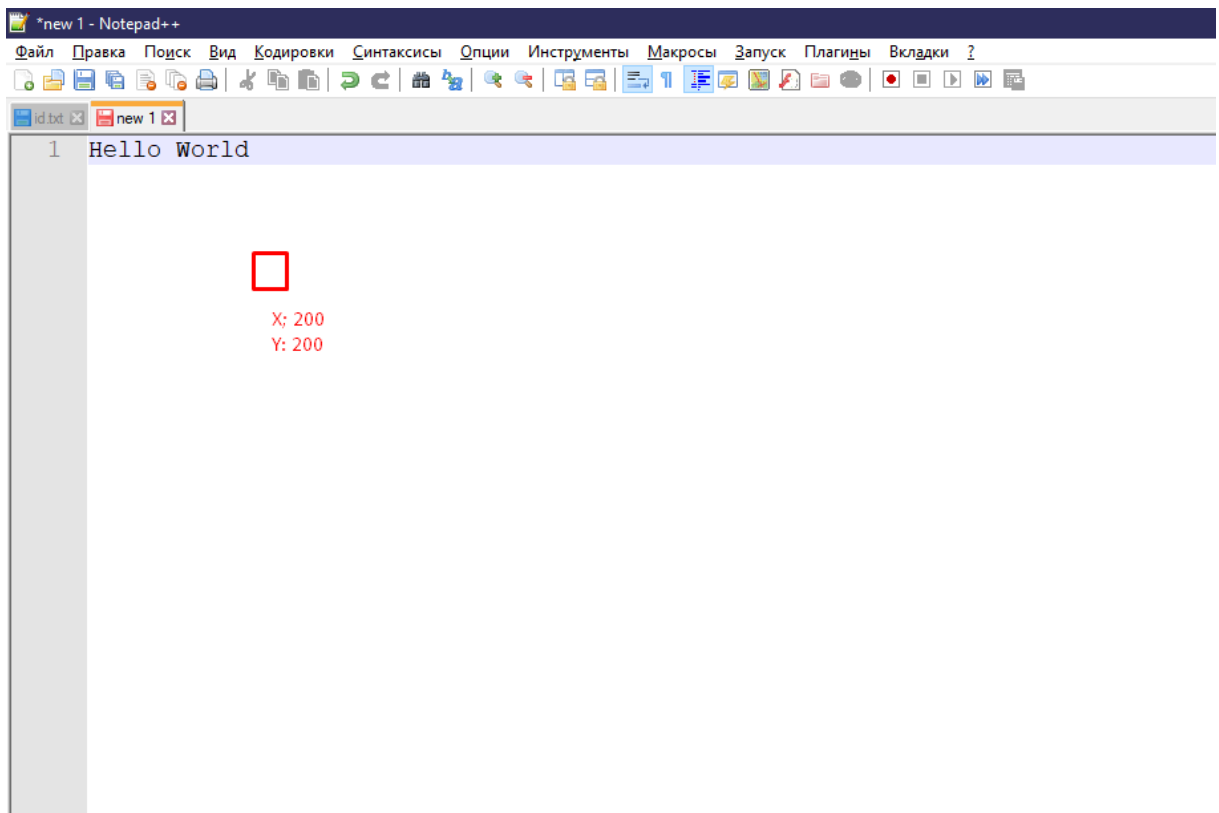 *new 1 - Notepad++
Файл Правка Поиск Вид Кодировки Синтаксисы Опции Инструменты Макросы Запуск Плагины Вкладки ?
id.txt new 1
1 Hello World
X; 200
Y: 200